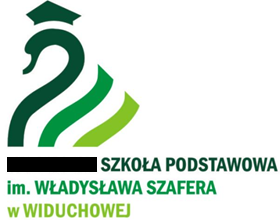 SZKOŁA PODSTAWOWA
im. WŁADYSŁAWA SZAFERA
w WIDUCHOWEJ